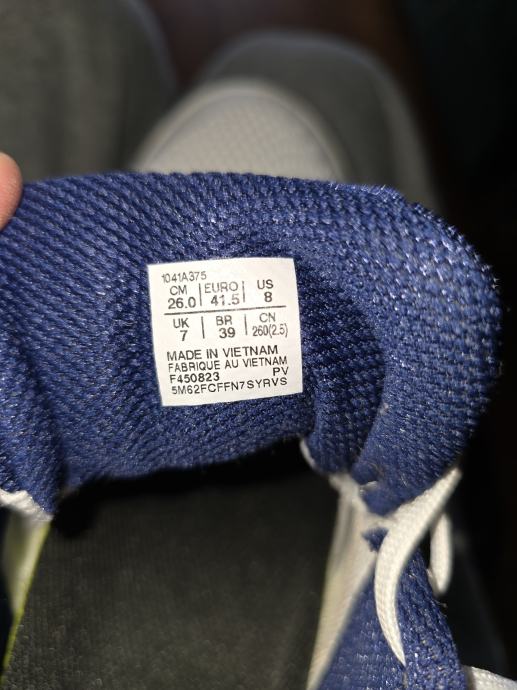 1041A375
CM EURO US
26.0 41.5 8
UK BR CN
7 39 260(2.5)
MADE IN VIETNAM
FABRIQUE AU VIETNAM
F450823 PV
5M62FCFFN7SYRVS